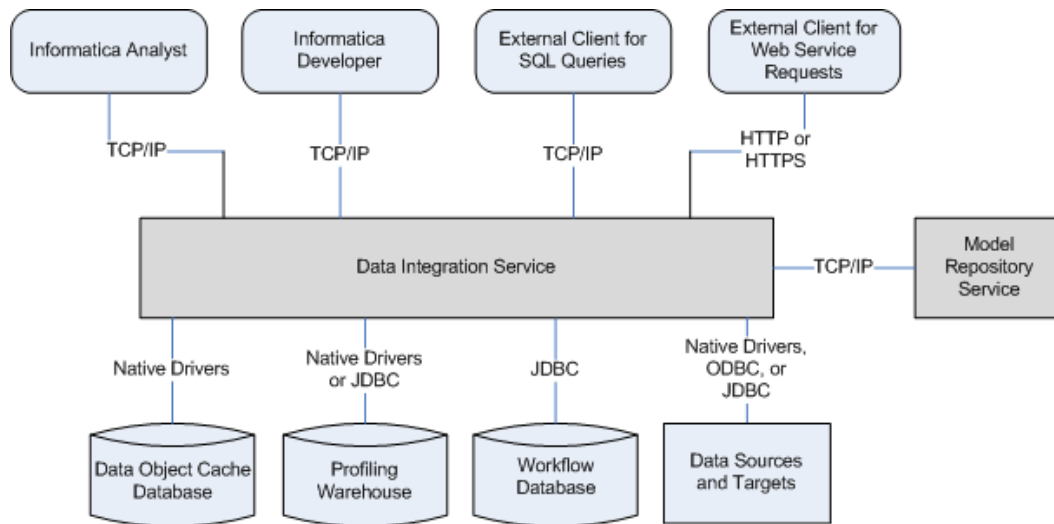 Informatica Analyst
Informatica
Developer
External Client for
SQL Queries
External Client for
Web Service
Requests
TCP/IP
TCP/IP
TCP/IP
HTTP or
HTTPS
Data Integration Service
TCP/IP
Model
Repository
Service
Native Drivers
Native Drivers
or JDBC
JDBC
Native Drivers,
ODBC, or
JDBC
Data Object Cache
Database
Profiling
Warehouse
Workflow
Database
Data Sources
and Targets